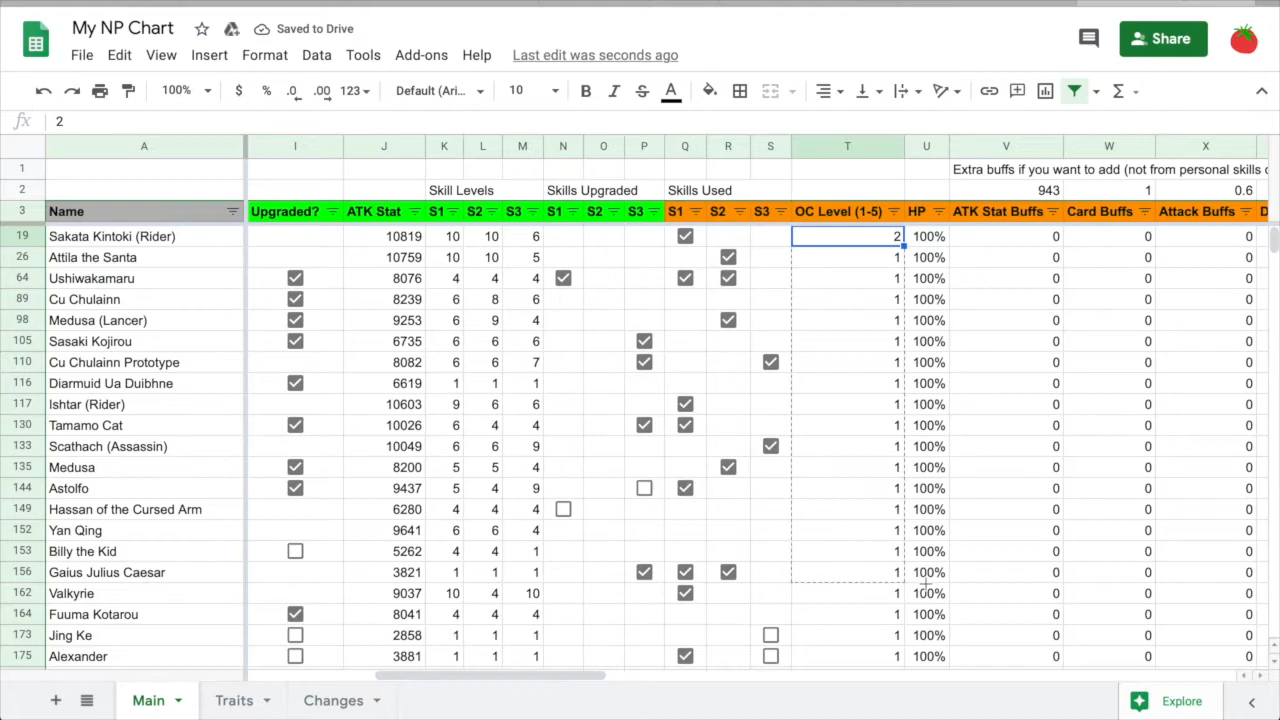 My NP Chart Saved to Drive
File Edit View Insert Format Data Tools Add-ons Help Last edit was seconds ago Share
100% $ % .0 .00 123 Default (Ari... 10 B I S A Σ
fx 2
A I J K L M N O P Q R S T U V W X
1 Extra buffs if you want to add (not from personal skills
2 Skill Levels Skills Upgraded Skills Used 943 1 0.6
3 Name Upgraded? ATK Stat S1 S2 S3 S1 S2 S3 S1 S2 S3 OC Level (1-5) HP ATK Stat Buffs Card Buffs Attack Buffs
19 Sakata Kintoki (Rider) 10819 10 10 6 2 100% 0 0 0
26 Attila the Santa 10759 10 10 5 1 100% 0 0 0
64 Ushiwakamaru 8076 4 4 4 1 100% 0 0 0
89 Cu Chulainn 8239 6 8 6 1 100% 0 0 0
98 Medusa (Lancer) 9253 6 9 4 1 100% 0 0 0
105 Sasaki Kojirou 6735 6 6 6 1 100% 0 0 0
110 Cu Chulainn Prototype 8082 6 6 7 1 100% 0 0 0
116 Diarmuid Ua Duibhne 6619 1 1 1 1 100% 0 0 0
117 Ishtar (Rider) 10603 9 6 6 1 100% 0 0 0
130 Tamamo Cat 10026 6 4 4 1 100% 0 0 0
133 Scathach (Assassin) 10049 6 6 9 1 100% 0 0 0
135 Medusa 8200 5 5 4 1 100% 0 0 0
144 Astolfo 9437 5 4 9 1 100% 0 0 0
149 Hassan of the Cursed Arm 6280 4 4 4 1 100% 0 0 0
152 Yan Qing 9641 6 6 4 1 100% 0 0 0
153 Billy the Kid 5262 4 4 1 1 100% 0 0 0
156 Gaius Julius Caesar 3821 1 1 1 1 100% 0 0 0
162 Valkyrie 9037 10 4 10 1 100% 0 0 0
164 Fuuma Kotarou 8041 4 4 4 1 100% 0 0 0
173 Jing Ke 2858 1 1 1 1 100% 0 0 0
175 Alexander 3881 1 1 1 1 100% 0 0 0
+ Main Traits Changes Explore